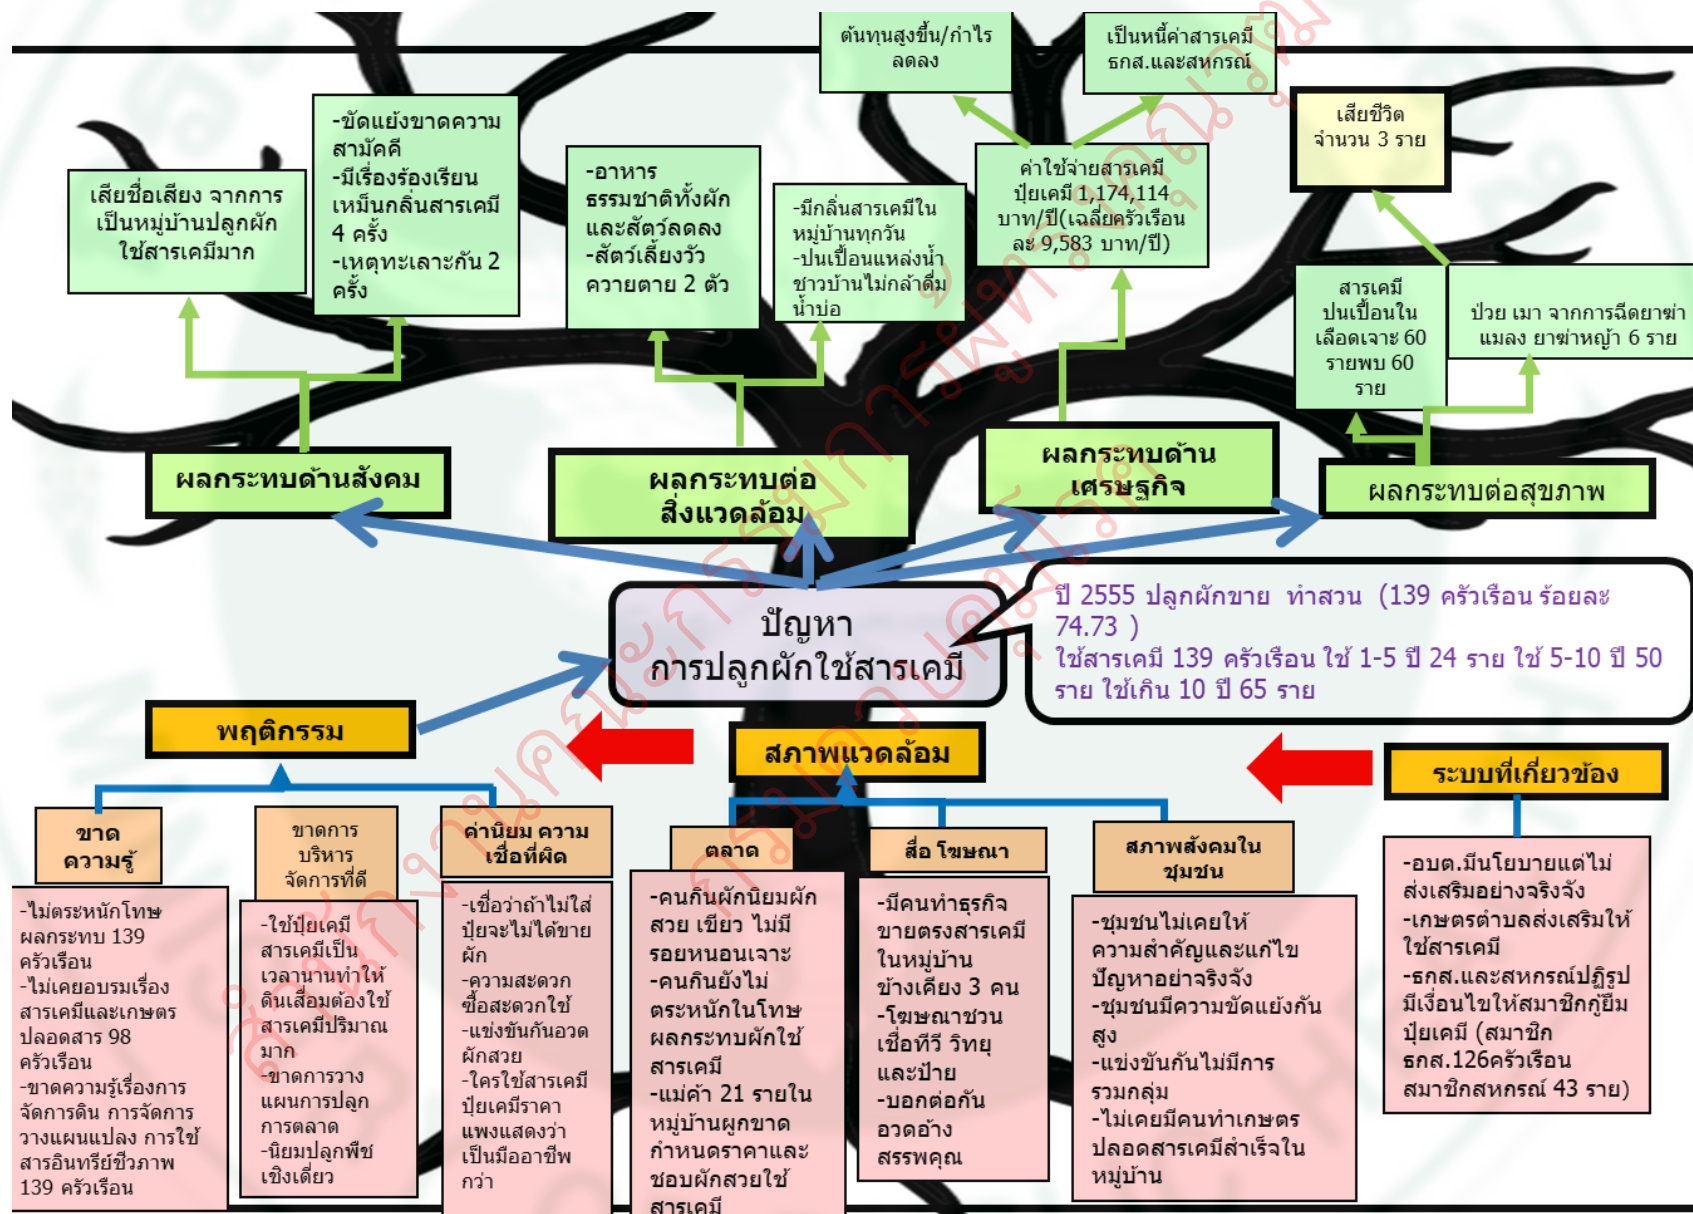 ต้นทุนสูงขึ้น/กำไร
ลดลง
เป็นหนี้ค่าสารเคมี
ธกส.และสหกรณ์
เสียชีวิต
จำนวน 3 ราย
เสียชื่อเสียง จากการ
เป็นหมู่บ้านปลูกผัก
ใช้สารเคมีมาก
-ขัดแย้งขาดความ
สามัคคี
-มีเรื่องร้องเรียน
เหม็นกลิ่นสารเคมี
4 ครั้ง
-เหตุทะเลาะกัน 2
ครั้ง
-อาหาร
ธรรมชาติทั้งผัก
และสัตว์ลดลง
-สัตว์เลี้ยงวัว
ควายตาย 2 ตัว
-มีกลิ่นสารเคมีใน
หมู่บ้านทุกวัน
-ปนเปื้อนแหล่งน้ำ
ชาวบ้านไม่กล้าดื่ม
น้ำบ่อ
ค่าใช้จ่ายสารเคมี
ปุ๋ยเคมี 1,174,114
บาท/ปี(เฉลี่ยครัวเรือน
ละ 9,583 บาท/ปี)
สารเคมี
ปนเปื้อนใน
เลือดเจาะ 60
รายพบ 60
ราย
ป่วย เมา จากการฉีดยาฆ่า
แมลง ยาฆ่าหญ้า 6 ราย
ผลกระทบด้านสังคม
ผลกระทบต่อ
สิ่งแวดล้อม
ผลกระทบด้าน
เศรษฐกิจ
ผลกระทบต่อสุขภาพ
ปัญหา
การปลูกผักใช้สารเคมี
ปี 2555 ปลูกผักขาย ทำสวน (139 ครัวเรือน ร้อยละ
74.73 )
ใช้สารเคมี 139 ครัวเรือน ใช้ 1-5 ปี 24 ราย ใช้ 5-10 ปี 50
ราย ใช้เกิน 10 ปี 65 ราย
พฤติกรรม
สภาพแวดล้อม
ระบบที่เกี่ยวข้อง
ขาด
ความรู้
-ไม่ตระหนักโทษ
ผลกระทบ 139
ครัวเรือน
-ไม่เคยอบรมเรื่อง
สารเคมีและเกษตร
ปลอดสาร 98
ครัวเรือน
-ขาดความรู้เรื่องการ
จัดการดิน การจัดการ
วางแผนแปลง การใช้
สารอินทรีย์ชีวภาพ
139 ครัวเรือน
ขาดการ
บริหาร
จัดการที่ดี
-ใช้ปุ๋ยเคมี
สารเคมีเป็น
เวลานานทำให้
ดินเสื่อมต้องใช้
สารเคมีปริมาณ
มาก
-ขาดการวาง
แผนการปลูก
การตลาด
-นิยมปลูกพืช
เชิงเดี่ยว
ค่านิยม ความ
เชื่อที่ผิด
-เชื่อว่าถ้าไม่ใส่
ปุ๋ยจะไม่ได้ขาย
ผัก
-ความสะดวก
ซื้อสะดวกใช้
-แข่งขันกันอวด
ผักสวย
-ใครใช้สารเคมี
ปุ๋ยเคมีราคา
แพงแสดงว่า
เป็นมืออาชีพ
กว่า
ตลาด
-คนกินผักนิยมผัก
สวย เขียว ไม่มี
รอยหนอนเจาะ
-คนกินยังไม่
ตระหนักในโทษ
ผลกระทบผักใช้
สารเคมี
-แม่ค้า 21 รายใน
หมู่บ้านผูกขาด
กำหนดราคาและ
ชอบผักสวยใช้
สารเคมี
สื่อ โฆษณา
-มีคนทำธุรกิจ
ขายตรงสารเคมี
ในหมู่บ้าน
ข้างเคียง 3 คน
-โฆษณาชวน
เชื่อทีวี วิทยุ
และป้าย
-บอกต่อกัน
อวดอ้าง
สรรพคุณ
สภาพสังคมใน
ชุมชน
-ชุมชนไม่เคยให้
ความสำคัญและแก้ไข
ปัญหาอย่าจริงจัง
-ชุมชนมีความขัดแย้งกัน
สูง
-แข่งขันกันไม่มีการ
รวมกลุ่ม
-ไม่เคยมีคนทำเกษตร
ปลอดสารเคมีสำเร็จใน
หมู่บ้าน
-อบต.มีนโยบายแต่ไม่
ส่งเสริมอย่างจริงจัง
-เกษตรตำบลส่งเสริมให้
ใช้สารเคมี
-ธกส.และสหกรณ์ปฏิรูป
มีเงื่อนไขให้สมาชิกกู้ยืม
ปุ๋ยเคมี (สมาชิก
ธกส.126ครัวเรือน
สมาชิกสหกรณ์ 43 ราย)
สำนักงานคณะกรรมการผู้ทรงคุณวุฒิ
กรมควบคุมโรค